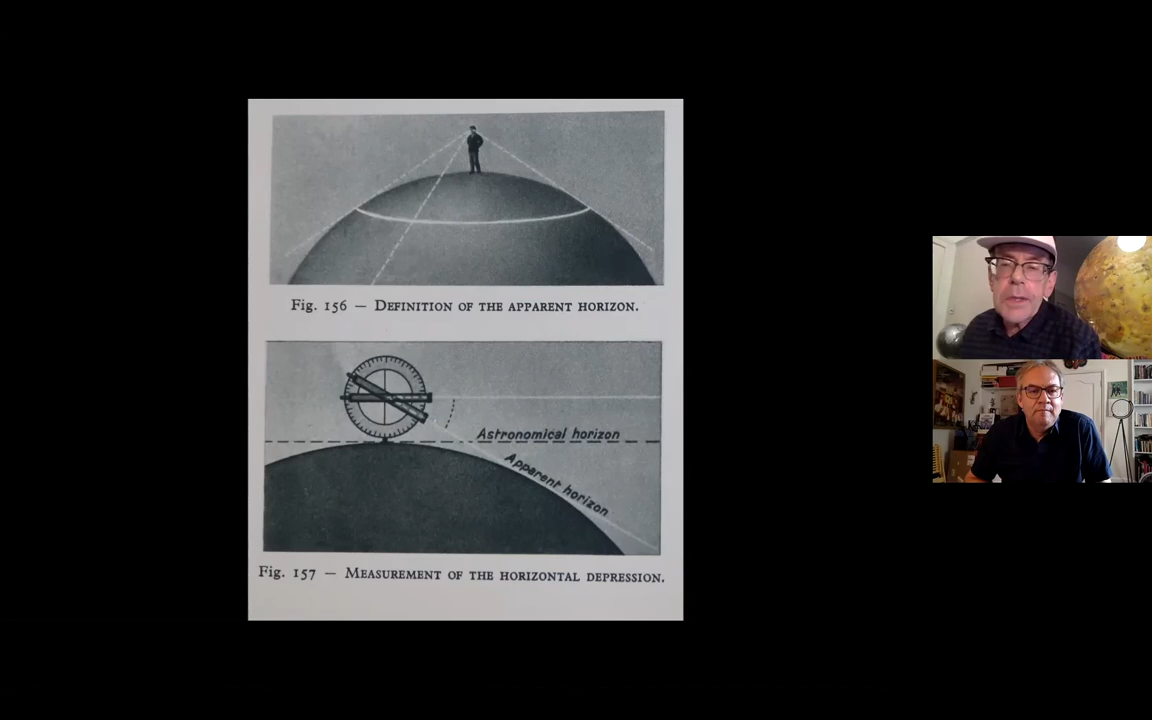 Fig. 156 — Definition of the apparent horizon.
Astronomical horizon
Apparent horizon
Fig. 157 — Measurement of the horizontal depression.